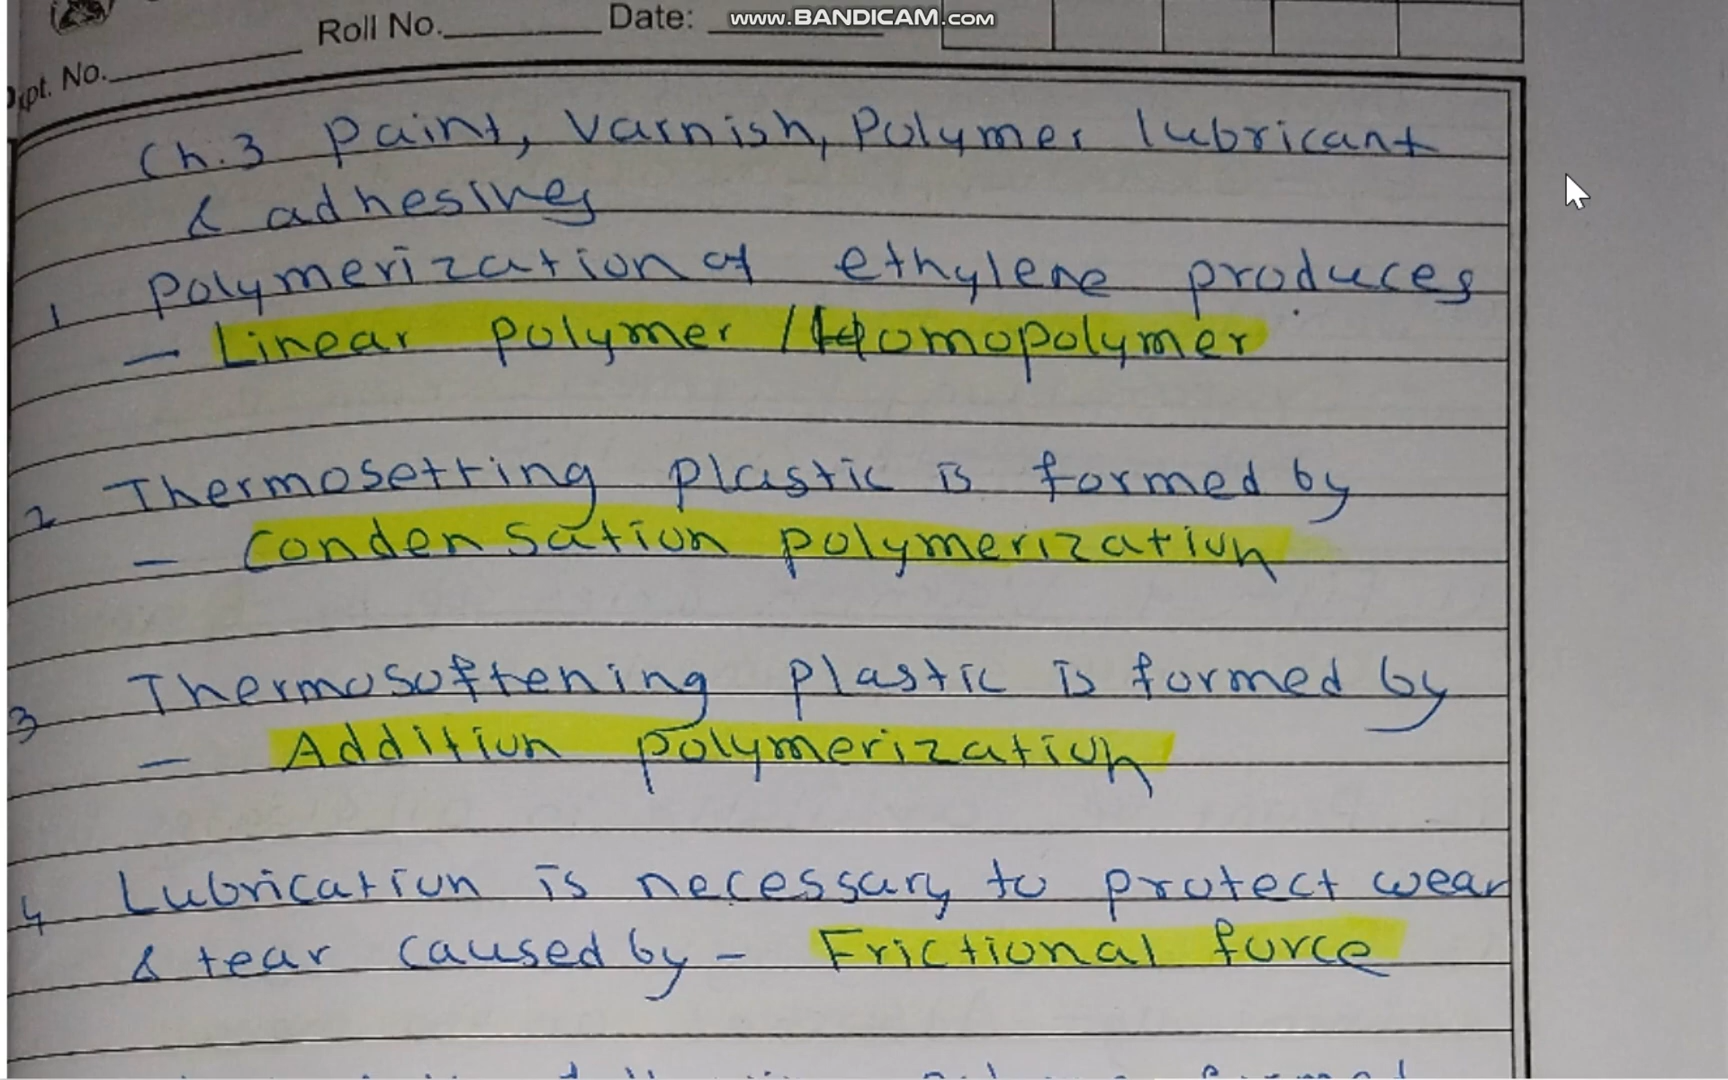 www.BANDICAM.com
Roll No. Date:
Expt. No.
Ch.3 Paint, Varnish, Polymer lubricant
& adhesives
1 Polymerization of ethylene produces
– Linear polymer / Homopolymer
2 Thermosetting plastic is formed by
– Condensation polymerization
3 Thermosoftening plastic is formed by
– Addition polymerization
4 Lubrication is necessary to protect wear
& tear caused by – Frictional force